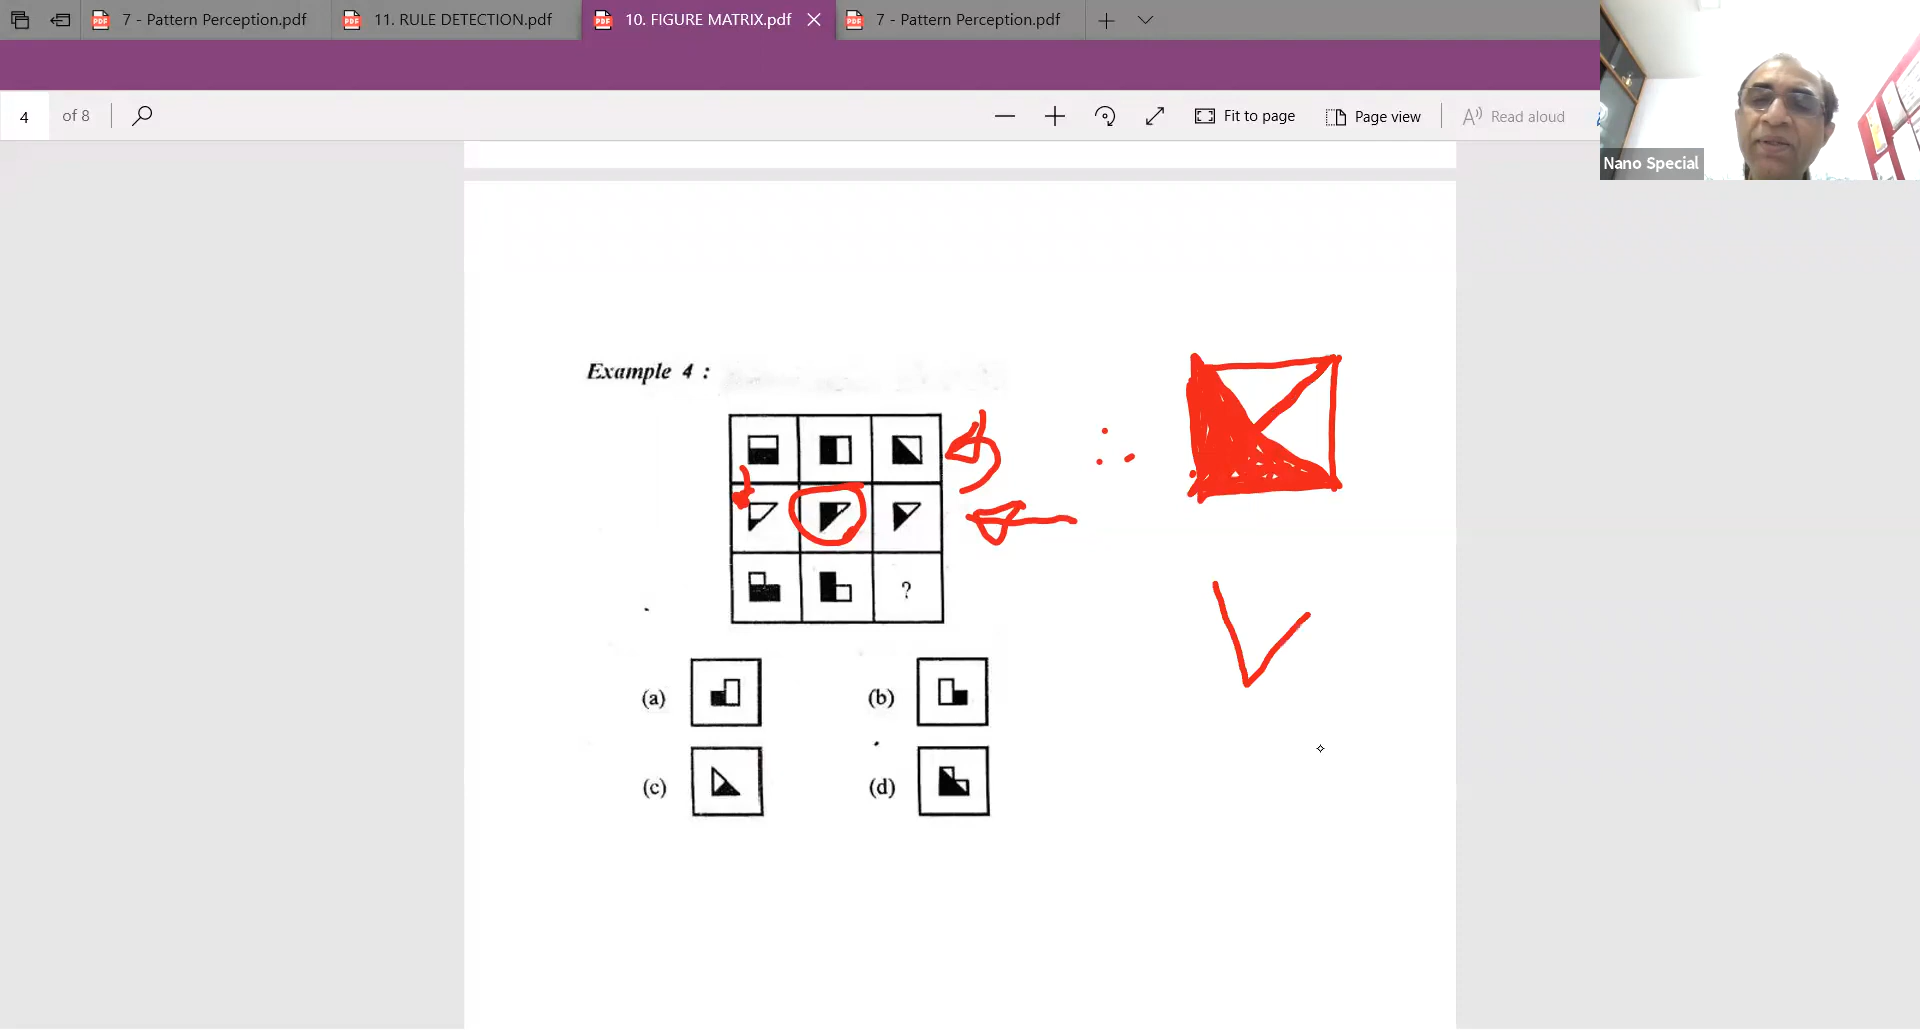 7 - Pattern Perception.pdf 11. RULE DETECTION.pdf 10. FIGURE MATRIX.pdf 7 - Pattern Perception.pdf
4 of 8 Fit to page Page view Read aloud
Nano Special
Example 4 :
?
(a) (b)
(c) (d)